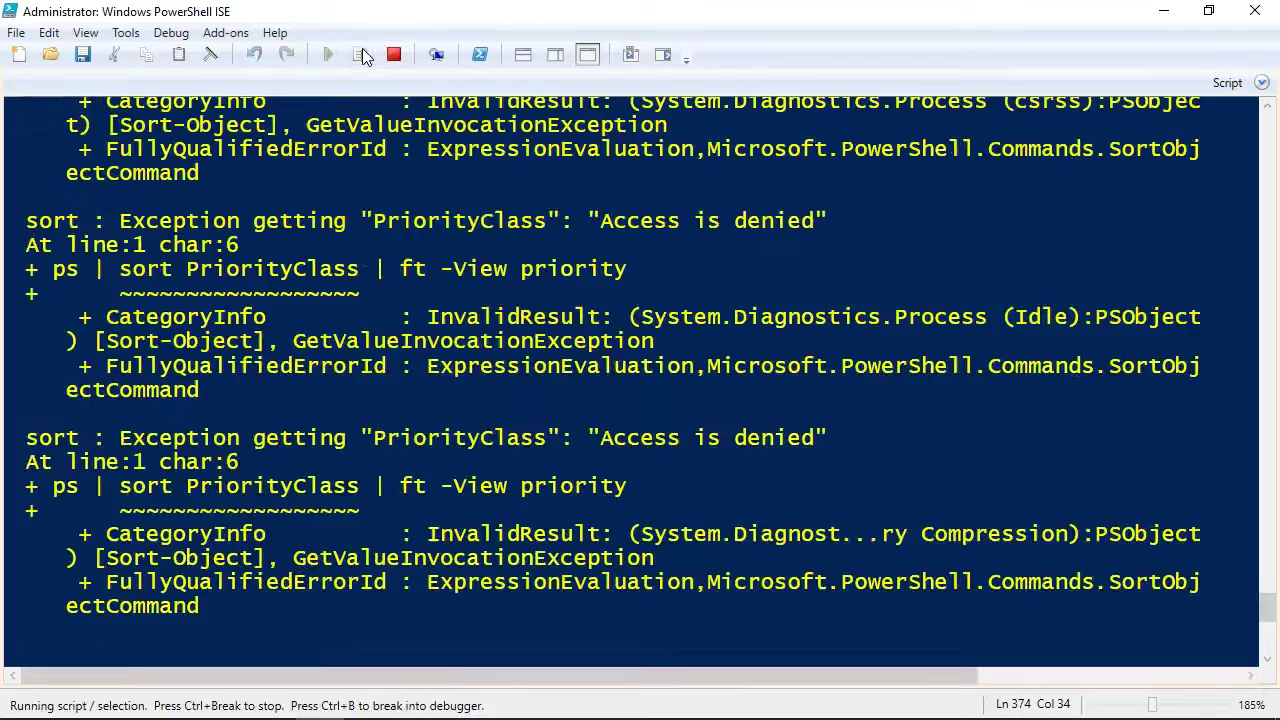 Administrator: Windows PowerShell ISE
File Edit View Tools Debug Add-ons Help
Script
+ CategoryInfo : InvalidResult: (System.Diagnostics.Process (csrss):PSObjec
t) [Sort-Object], GetValueInvocationException
+ FullyQualifiedErrorId : ExpressionEvaluation,Microsoft.PowerShell.Commands.SortObj
ectCommand
sort : Exception getting "PriorityClass": "Access is denied"
At line:1 char:6
+ ps | sort PriorityClass | ft -View priority
+ ~~~~~~~~~~~~~~~~~~
+ CategoryInfo : InvalidResult: (System.Diagnostics.Process (Idle):PSObject
) [Sort-Object], GetValueInvocationException
+ FullyQualifiedErrorId : ExpressionEvaluation,Microsoft.PowerShell.Commands.SortObj
ectCommand
sort : Exception getting "PriorityClass": "Access is denied"
At line:1 char:6
+ ps | sort PriorityClass | ft -View priority
+ ~~~~~~~~~~~~~~~~~~
+ CategoryInfo : InvalidResult: (System.Diagnost...ry Compression):PSObject
) [Sort-Object], GetValueInvocationException
+ FullyQualifiedErrorId : ExpressionEvaluation,Microsoft.PowerShell.Commands.SortObj
ectCommand
Running script / selection. Press Ctrl+Break to stop. Press Ctrl+B to break into debugger. Ln 374 Col 34 185%